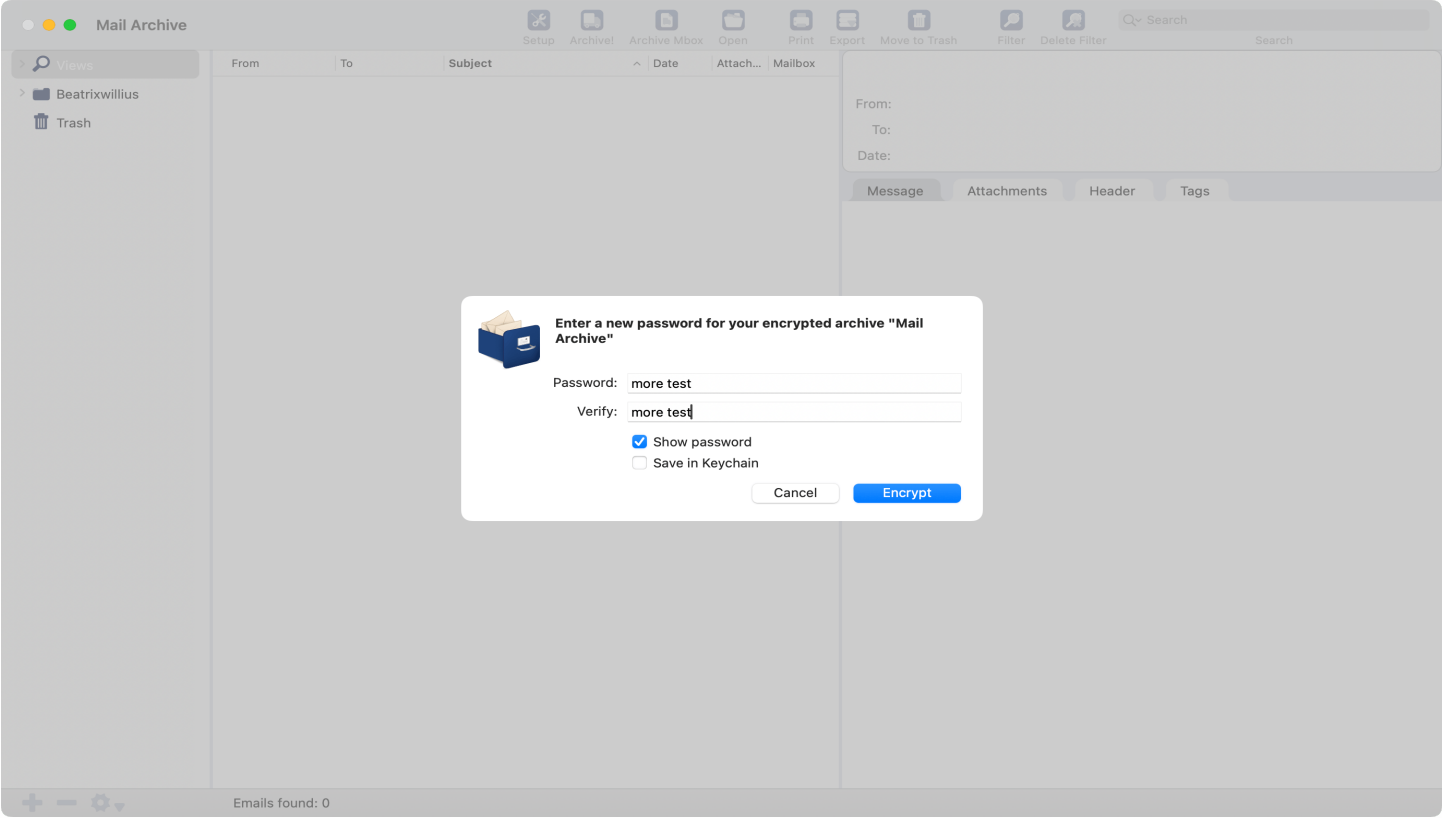 Mail Archive
Setup
Archive!
Archive Mbox
Open
Print
Export
Move to Trash
Filter
Delete Filter
Search
Search
Views
Beatrixwillius
Trash
From
To
Subject
Date
Attach...
Mailbox
From:
To:
Date:
Message
Attachments
Header
Tags
Enter a new password for your encrypted archive "Mail
Archive"
Password: more test
Verify: more test
Show password
Save in Keychain
Cancel
Encrypt
Emails found: 0